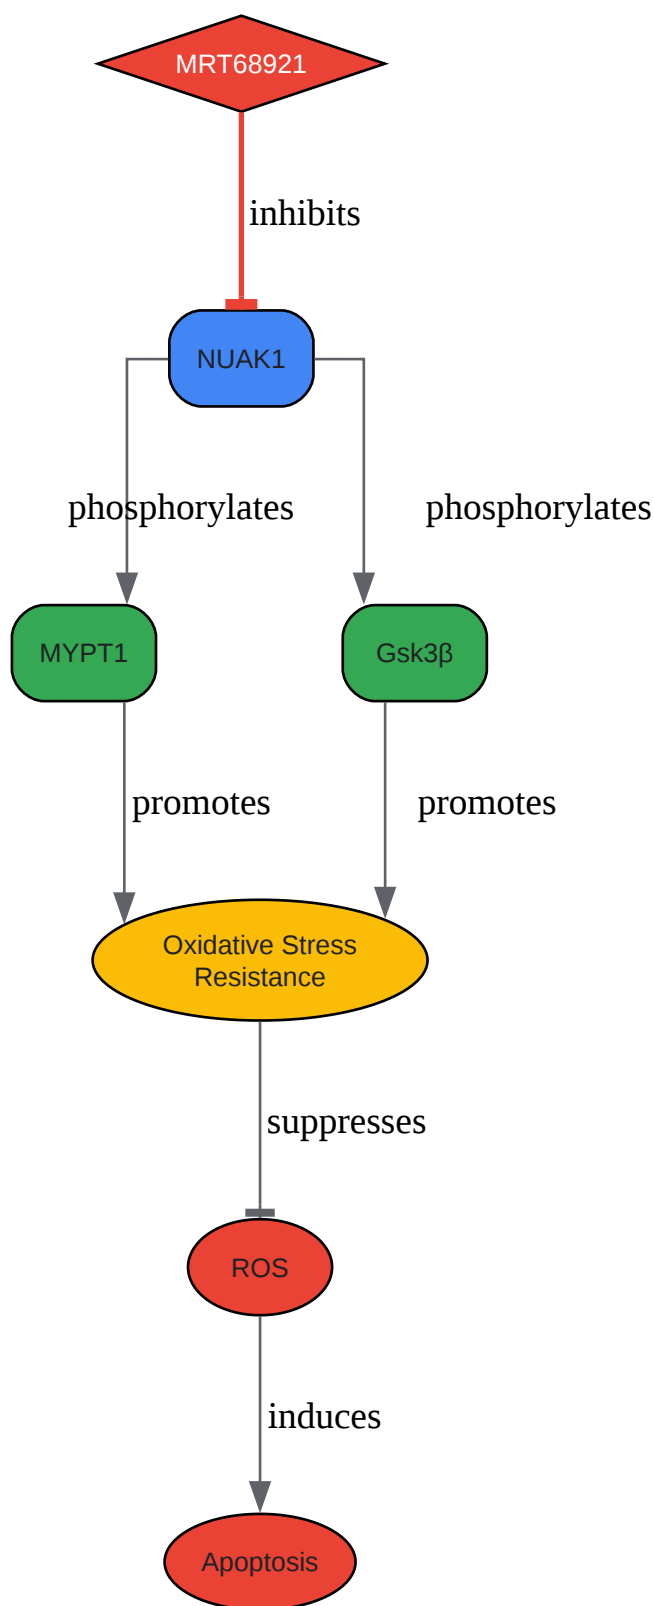 MRT68921
inhibits
NUAK1
phosphorylates
phosphorylates
MYPT1
Gsk3β
promotes
promotes
Oxidative Stress
Resistance
suppresses
ROS
induces
Apoptosis